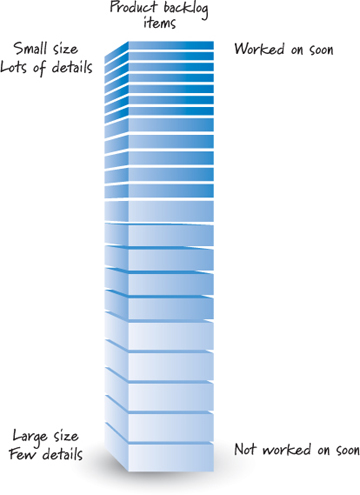 Product backlog
items
Small size
Lots of details
Worked on soon
Large size
Few details
Not worked on soon